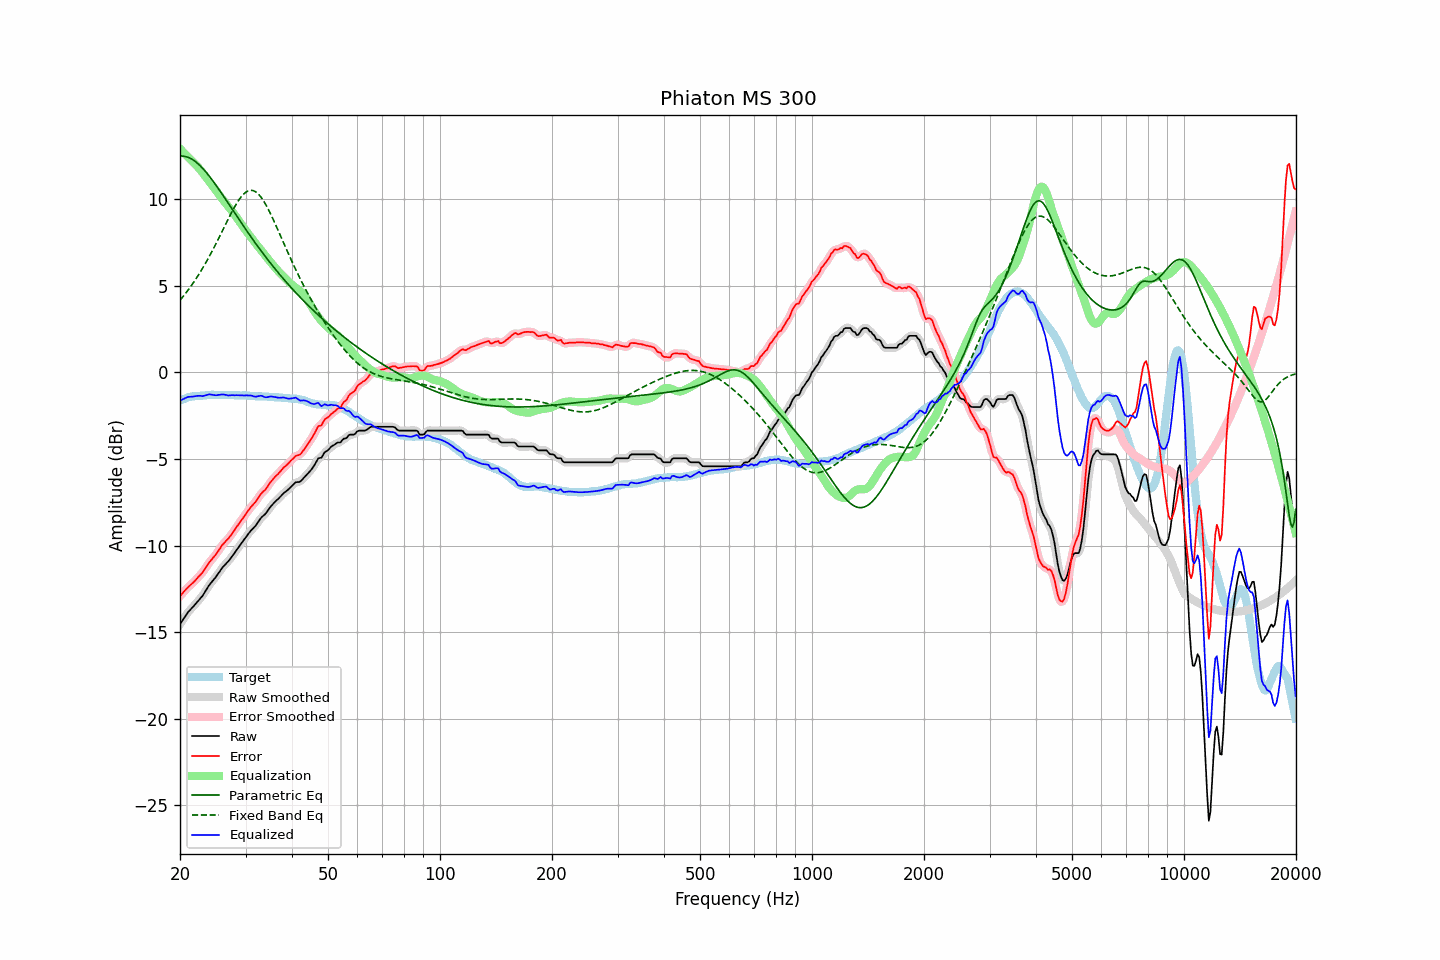 Phiaton MS 300
Amplitude (dBr)
10
5
0
−5
−10
−15
−20
−25
Target
Raw Smoothed
Error Smoothed
Raw
Error
Equalization
Parametric Eq
Fixed Band Eq
Equalized
20 50 100 200 500 1000 2000 5000 10000 20000
Frequency (Hz)